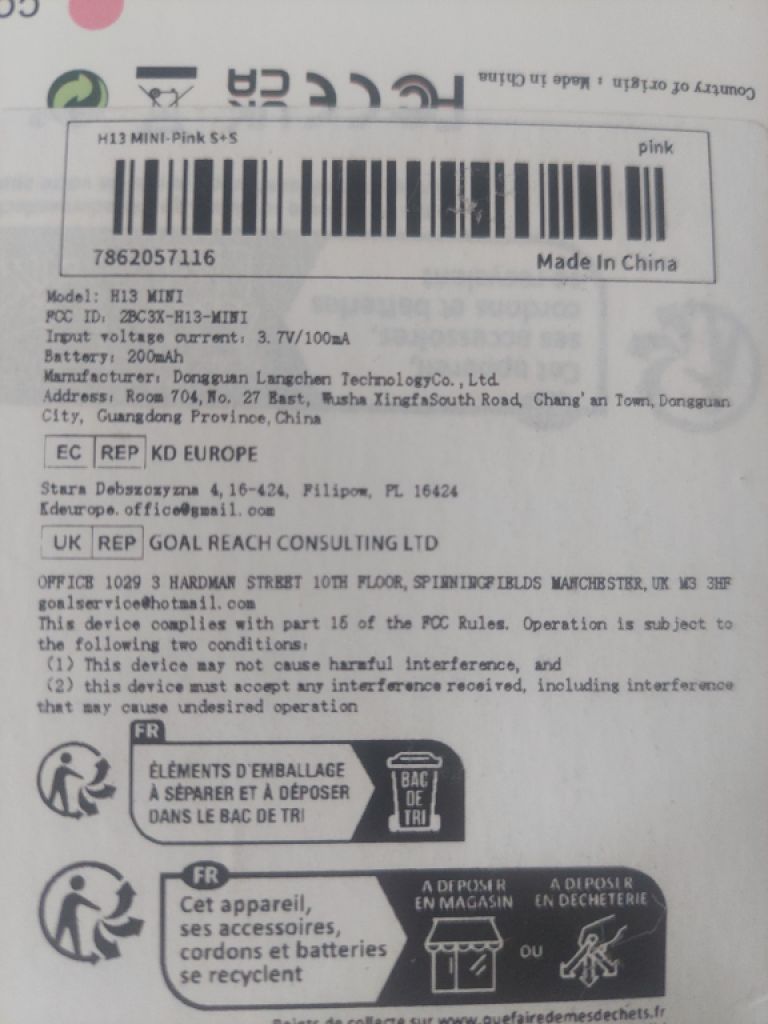 Country of origin : Made in China
H13 MINI-Pink S+S
pink
7862057116
Made In China
Model: H13 MINI
FCC ID: 2BC3X-H13-MINI
Input voltage current: 3.7V/100mA
Battery: 200mAh
Manufacturer: Dongguan Langchen TechnologyCo.,Ltd
Address: Room 704,No. 27 East, Wusha XingfaSouth Road, Chang'an Town,Dongguan
City, Guangdong Province,China
EC REP KD EUROPE
Stara Debszozyzna 4,16-424, Filipow, PL 16424
Kdeurope.office@gmail.com
UK REP GOAL REACH CONSULTING LTD
OFFICE 1029 3 HARDMAN STREET 10TH FLOOR,SPINNINGFIELDS MANCHESTER,UK M3 3HF
goalservice@hotmail.com
This device complies with part 15 of the FCC Rules. Operation is subject to
the following two conditions:
(1) This device may not cause harmful interference, and
(2) this device must accept any interference received, including interference
that may cause undesired operation
FR
ÉLÉMENTS D'EMBALLAGE
À SÉPARER ET À DÉPOSER
DANS LE BAC DE TRI
BAC
DE
TRI
FR
Cet appareil,
ses accessoires,
cordons et batteries
se recyclent
A DEPOSER
EN MAGASIN
OU
A DEPOSER
EN DECHETERIE
Points de collecte sur www.quefairedemesdechets.fr